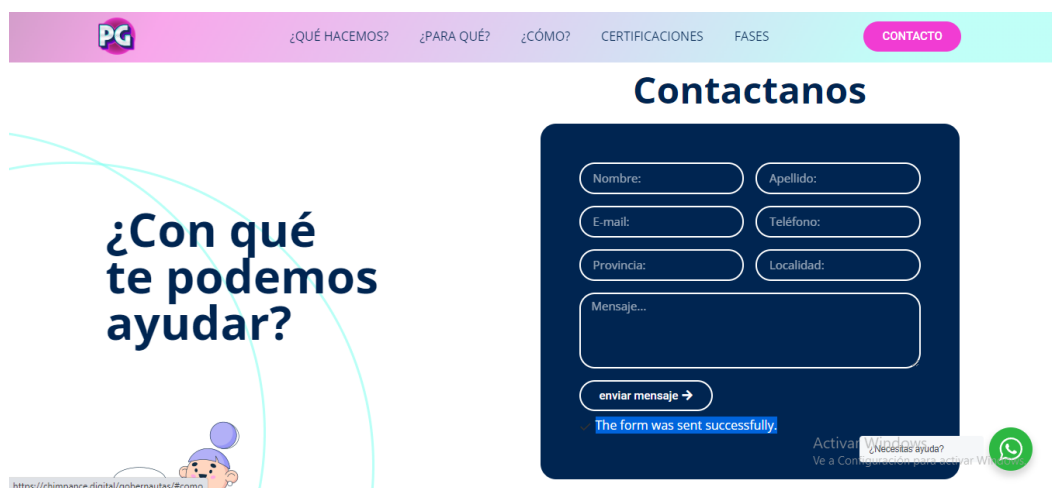 PG
¿QUÉ HACEMOS? ¿PARA QUÉ? ¿CÓMO? CERTIFICACIONES FASES CONTACTO
Contactanos
¿Con qué
te podemos
ayudar?
Nombre: Apellido:
E-mail: Teléfono:
Provincia: Localidad:
Mensaje...
enviar mensaje
The form was sent successfully.
Activar Windows
Ve a Configuración para activar
¿Necesitas ayuda?
https://chimpance.digital/gobernautas/#como